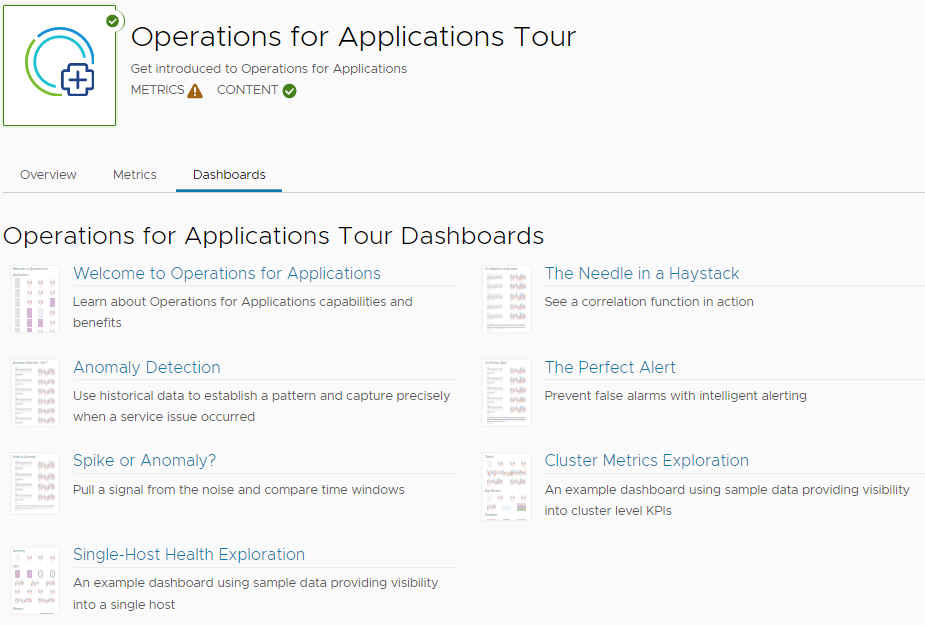 Operations for Applications Tour
Get introduced to Operations for Applications
METRICS CONTENT
Overview Metrics Dashboards
Operations for Applications Tour Dashboards
Welcome to Operations for Applications
Learn about Operations for Applications capabilities and
benefits
The Needle in a Haystack
See a correlation function in action
Anomaly Detection
Use historical data to establish a pattern and capture precisely
when a service issue occurred
The Perfect Alert
Prevent false alarms with intelligent alerting
Spike or Anomaly?
Pull a signal from the noise and compare time windows
Cluster Metrics Exploration
An example dashboard using sample data providing visibility
into cluster level KPIs
Single-Host Health Exploration
An example dashboard using sample data providing visibility
into a single host